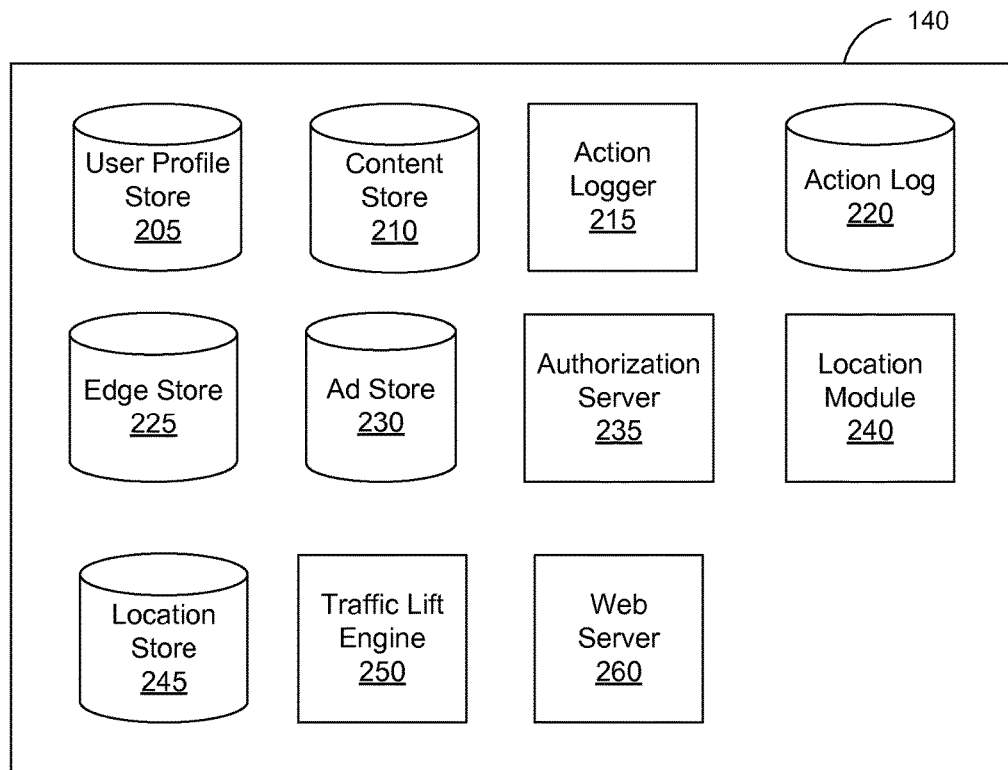 140
User Profile
Store
205
Content
Store
210
Action
Logger
215
Action Log
220
Edge Store
225
Ad Store
230
Authorization
Server
235
Location
Module
240
Location
Store
245
Traffic Lift
Engine
250
Web
Server
260